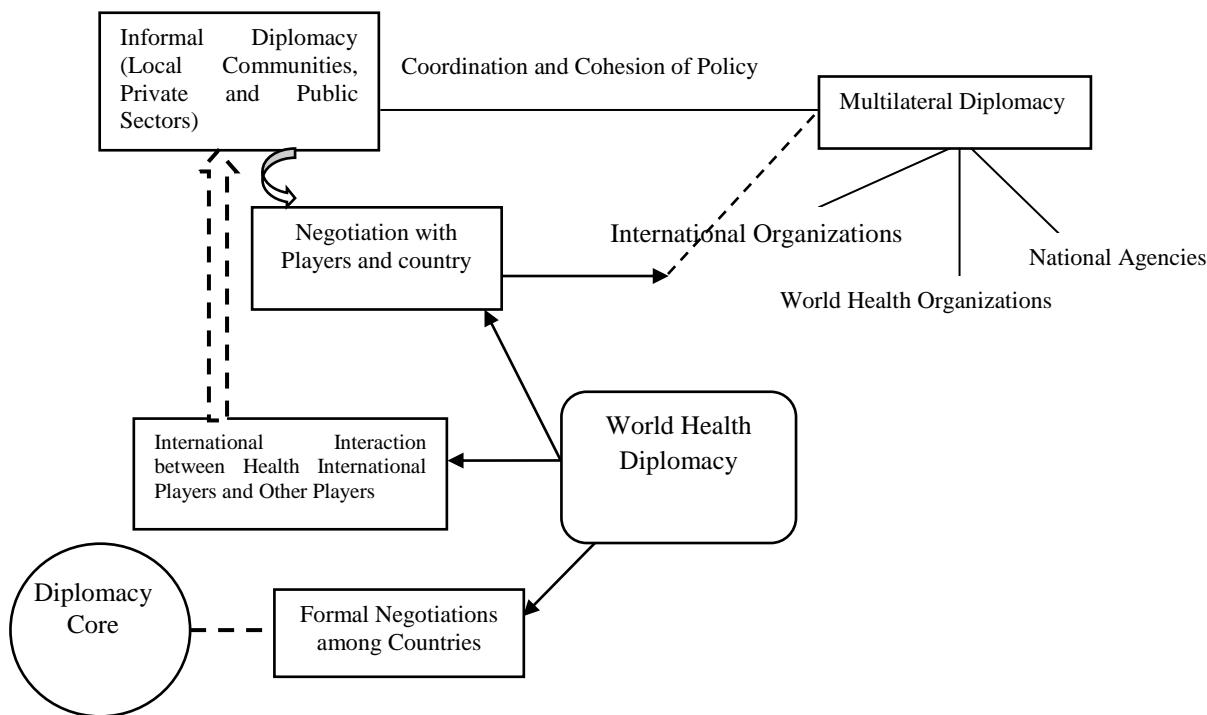 Informal Diplomacy
(Local Communities,
Private and Public
Sectors)
Coordination and Cohesion of Policy
Multilateral Diplomacy
Negotiation with
Players and country
International Organizations
National Agencies
World Health Organizations
International Interaction
between Health International
Players and Other Players
World Health
Diplomacy
Diplomacy
Core
Formal Negotiations
among Countries